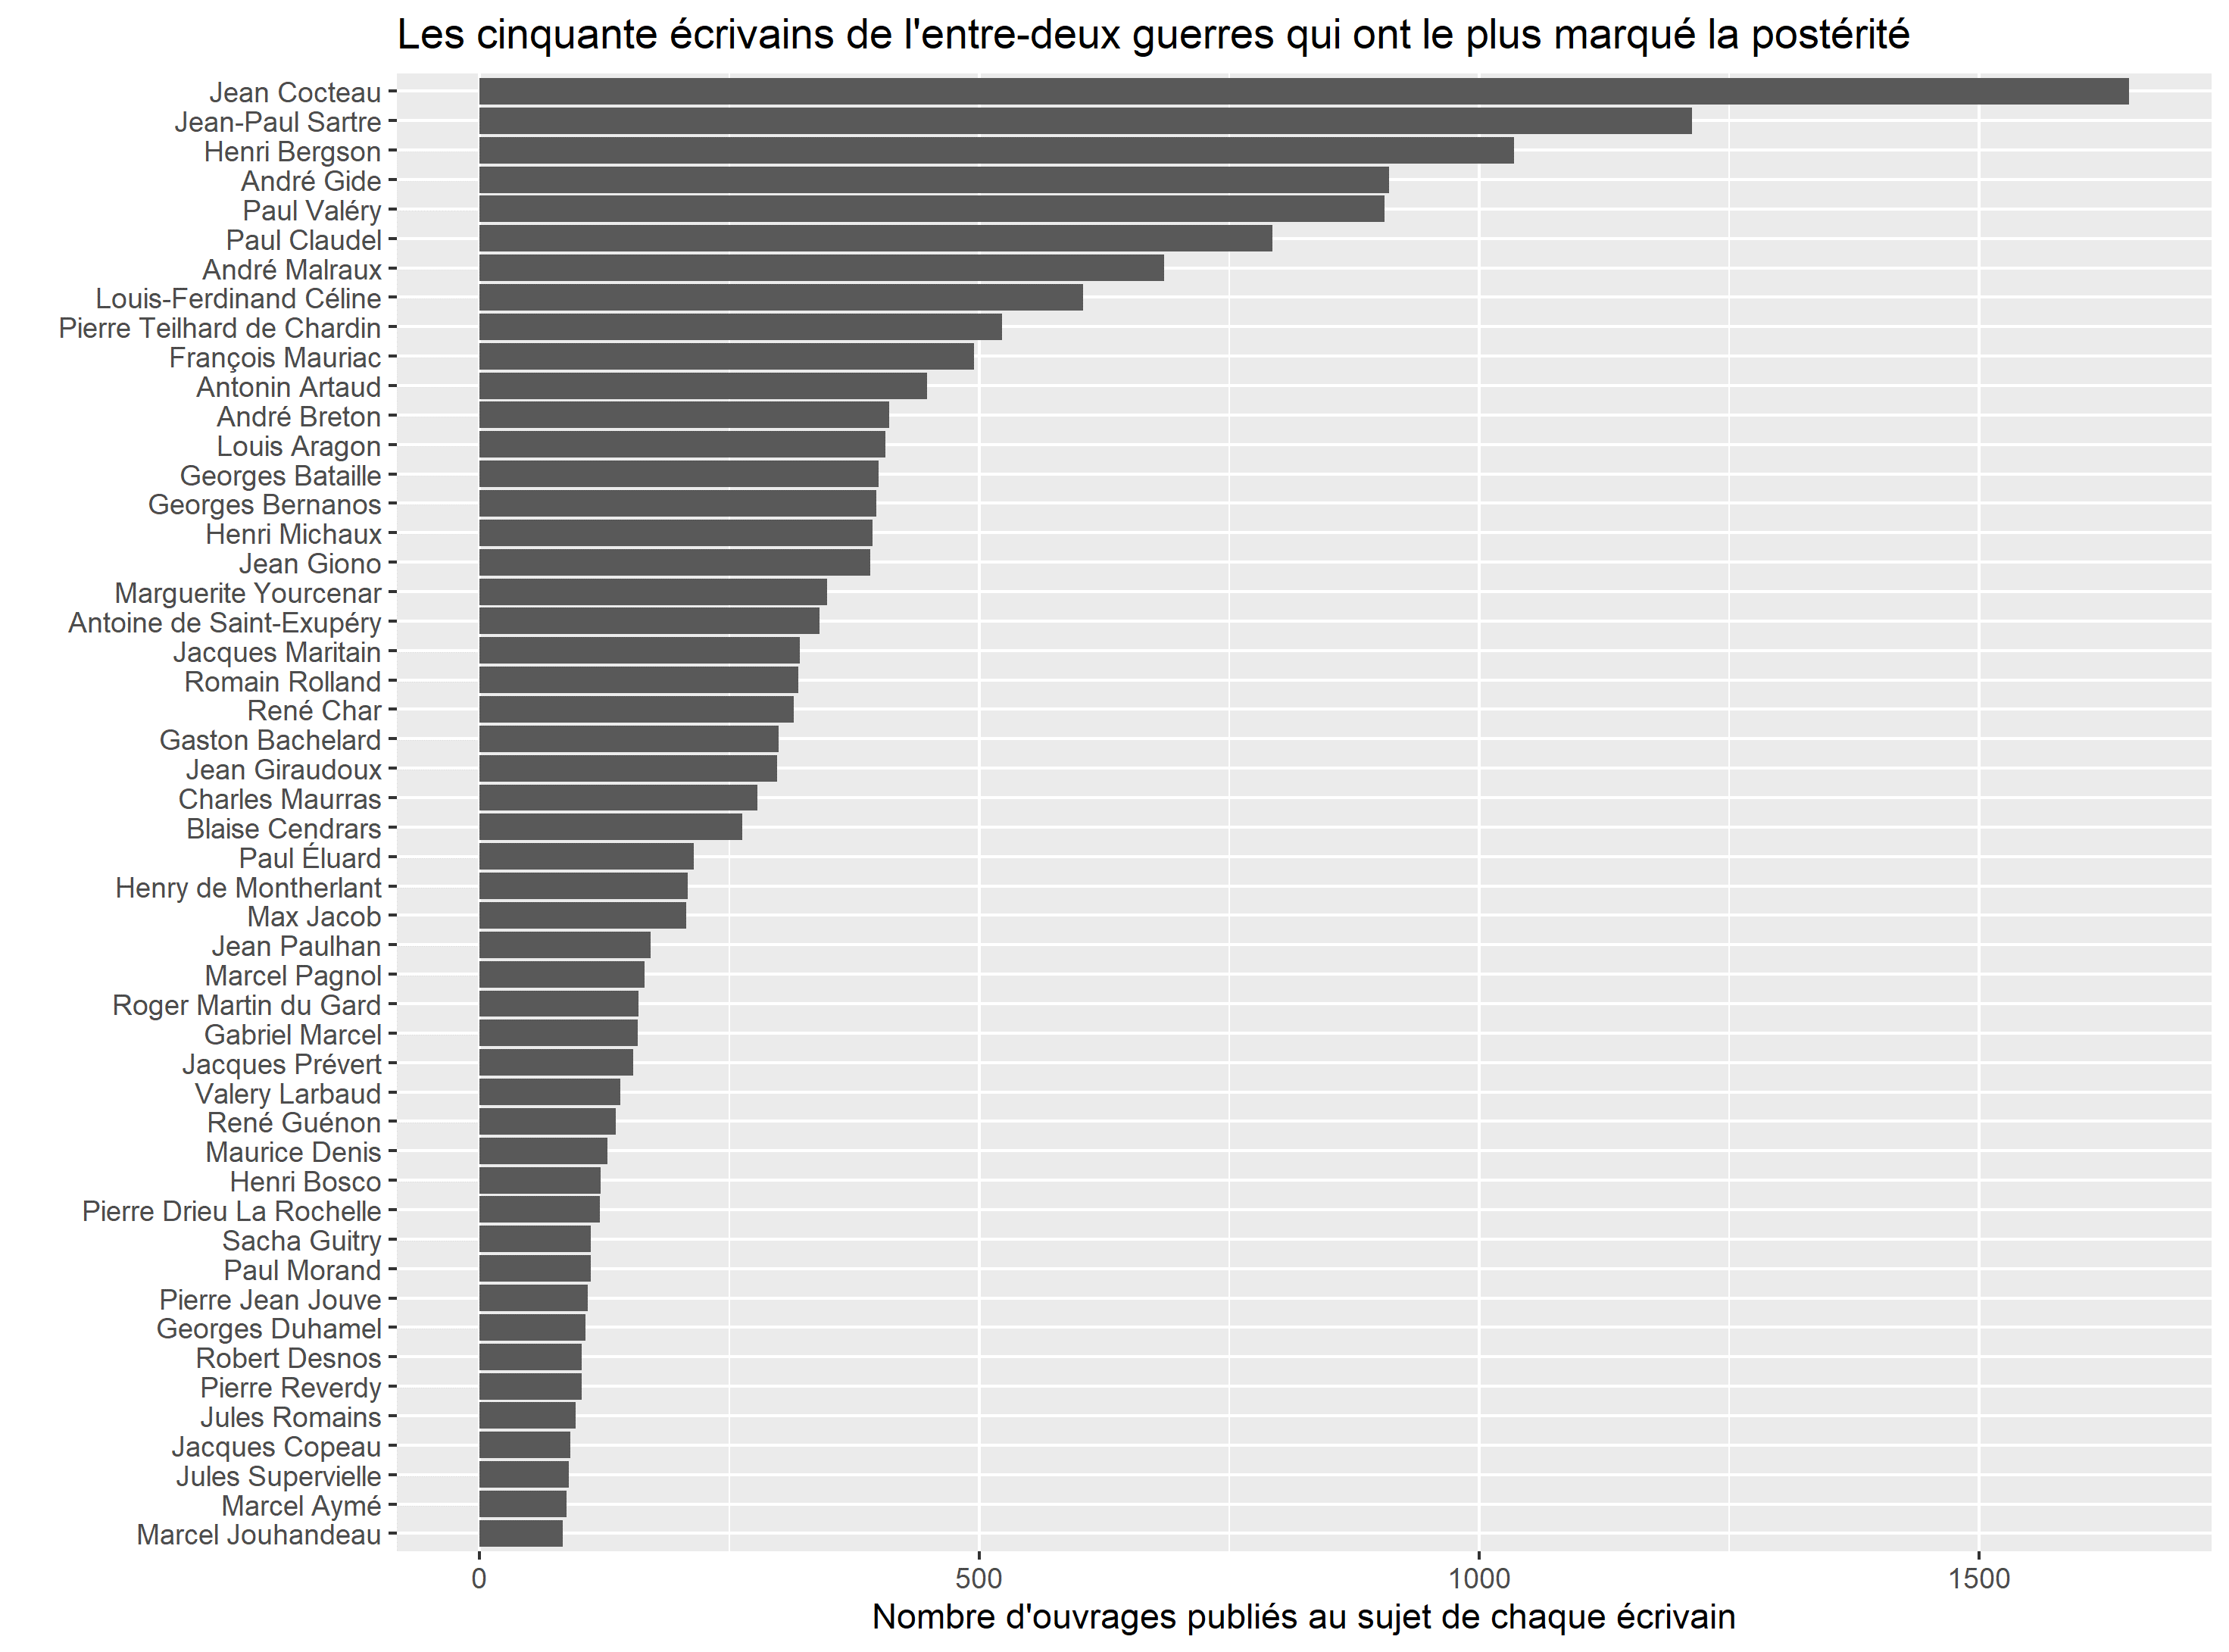 Les cinquante écrivains de l'entre-deux guerres qui ont le plus marqué la postérité
Jean Cocteau
Jean-Paul Sartre
Henri Bergson
André Gide
Paul Valéry
Paul Claudel
André Malraux
Louis-Ferdinand Céline
Pierre Teilhard de Chardin
François Mauriac
Antonin Artaud
André Breton
Louis Aragon
Georges Bataille
Georges Bernanos
Henri Michaux
Jean Giono
Marguerite Yourcenar
Antoine de Saint-Exupéry
Jacques Maritain
Romain Rolland
René Char
Gaston Bachelard
Jean Giraudoux
Charles Maurras
Blaise Cendrars
Paul Éluard
Henry de Montherlant
Max Jacob
Jean Paulhan
Marcel Pagnol
Roger Martin du Gard
Gabriel Marcel
Jacques Prévert
Valery Larbaud
René Guénon
Maurice Denis
Henri Bosco
Pierre Drieu La Rochelle
Sacha Guitry
Paul Morand
Pierre Jean Jouve
Georges Duhamel
Robert Desnos
Pierre Reverdy
Jules Romains
Jacques Copeau
Jules Supervielle
Marcel Aymé
Marcel Jouhandeau
0 500 1000 1500
Nombre d'ouvrages publiés au sujet de chaque écrivain